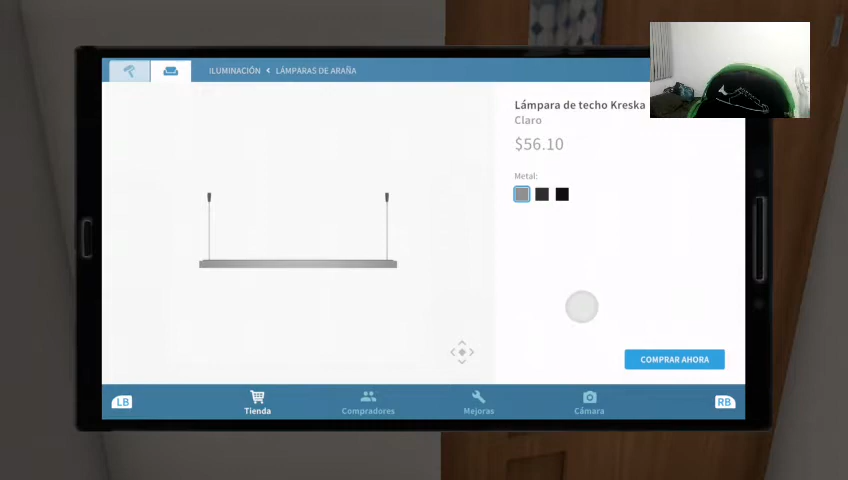 ILUMINACIÓN < LÁMPARAS DE ARAÑA
Lámpara de techo Kreska
Claro
$56.10
Metal:
COMPRAR AHORA
LB
Tienda
Compradores
Mejoras
Cámara
RB